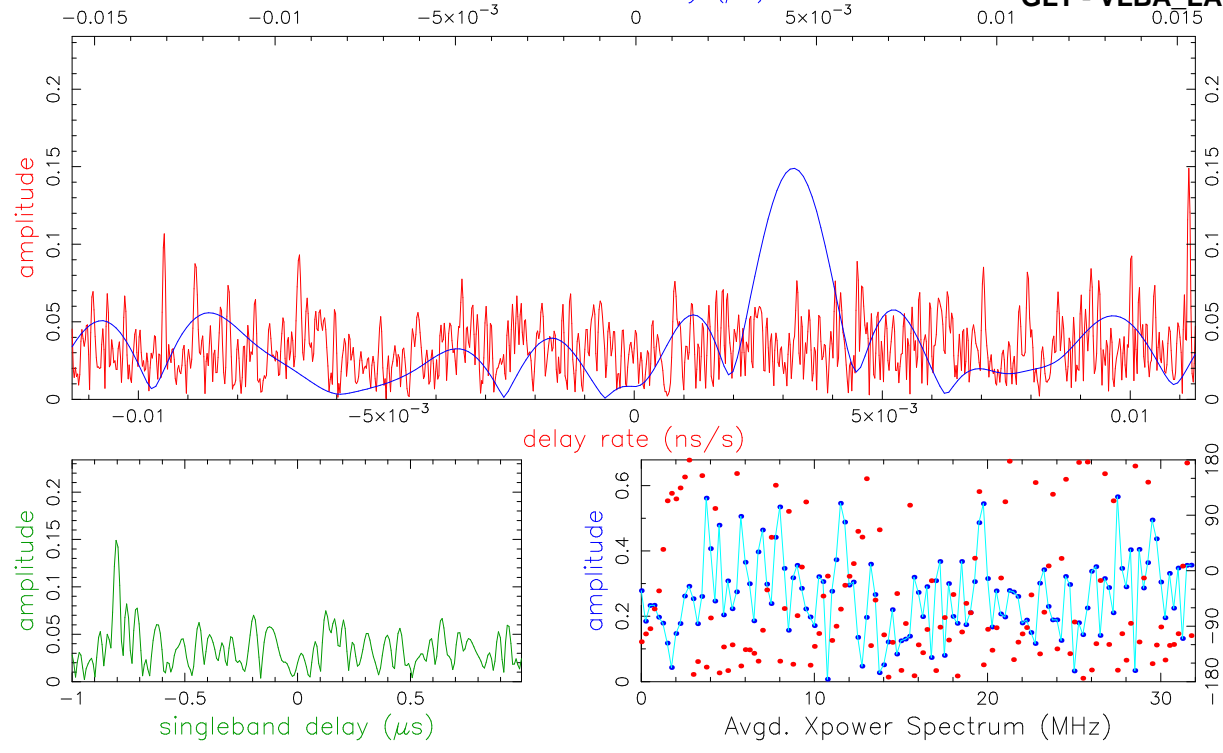 −0.015 −0.01 −5×10⁻³ 0 5×10⁻³ 0.01 0.015
amplitude
0 0.05 0.1 0.15 0.2
0 0.05 0.1 0.15 0.2
−0.01 −5×10⁻³ 0 5×10⁻³ 0.01
delay rate (ns/s)
amplitude
0 0.05 0.1 0.15 0.2
−1 −0.5 0 0.5
singleband delay (μs)
amplitude
0 0.2 0.4 0.6
−180 −90 0 90 180
0 10 20 30
Avgd. Xpower Spectrum (MHz)